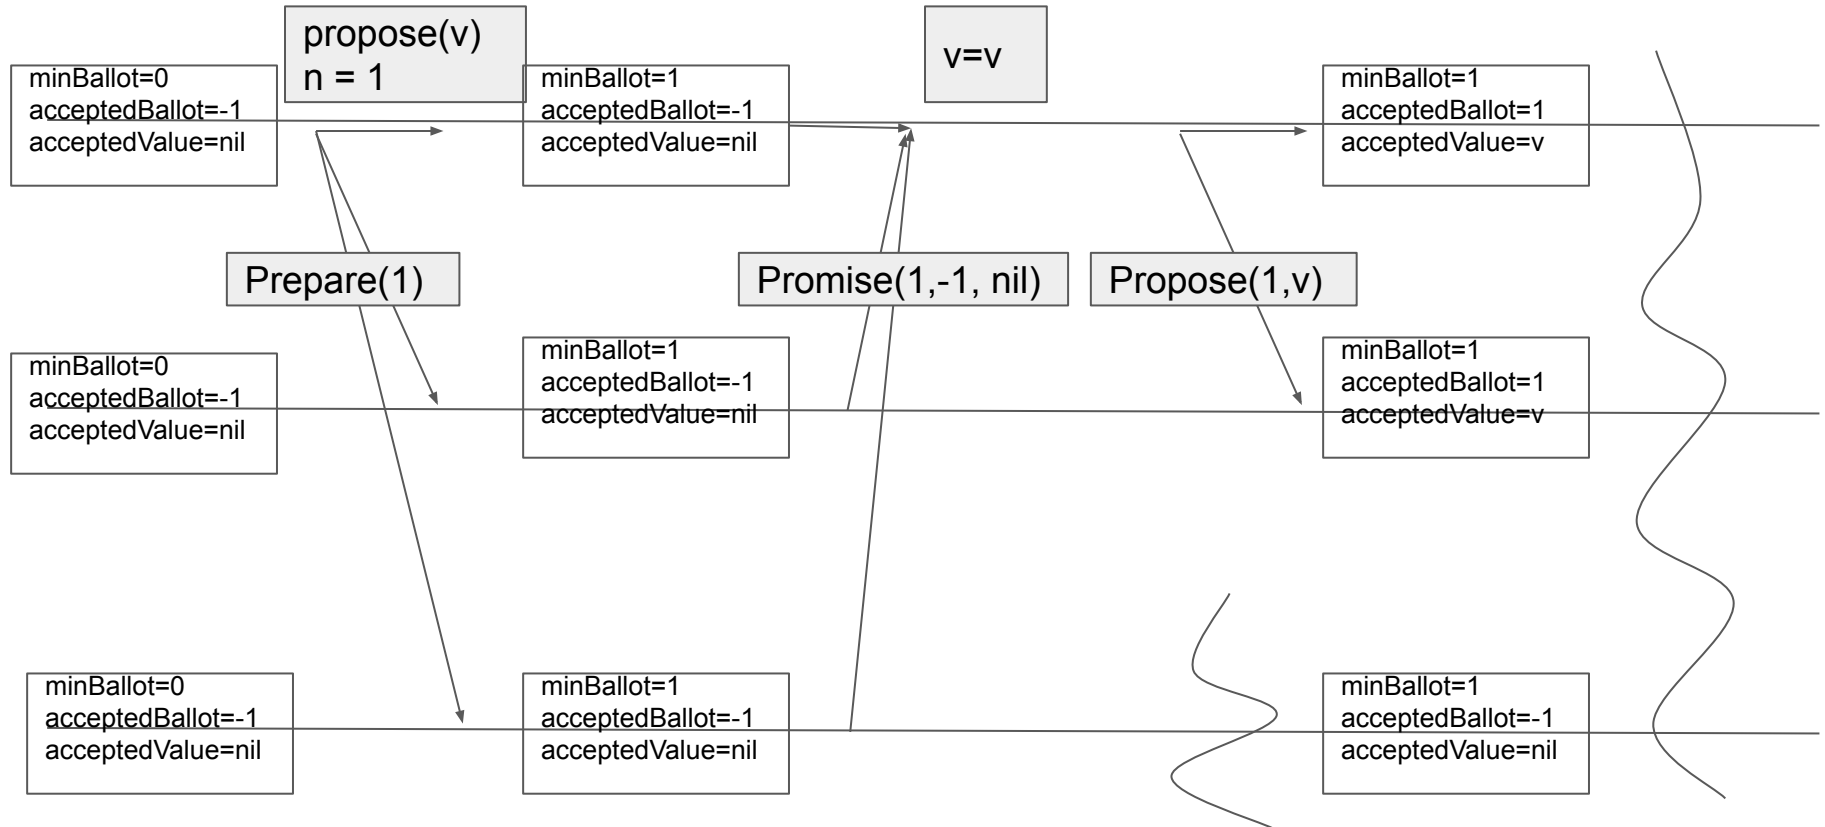 propose(v)
n = 1
v=v
minBallot=0
acceptedBallot=-1
acceptedValue=nil
minBallot=1
acceptedBallot=-1
acceptedValue=nil
minBallot=1
acceptedBallot=1
acceptedValue=v
Prepare(1)
Promise(1,-1, nil)
Propose(1,v)
minBallot=0
acceptedBallot=-1
acceptedValue=nil
minBallot=1
acceptedBallot=-1
acceptedValue=nil
minBallot=1
acceptedBallot=1
acceptedValue=v
minBallot=0
acceptedBallot=-1
acceptedValue=nil
minBallot=1
acceptedBallot=-1
acceptedValue=nil
minBallot=1
acceptedBallot=-1
acceptedValue=nil